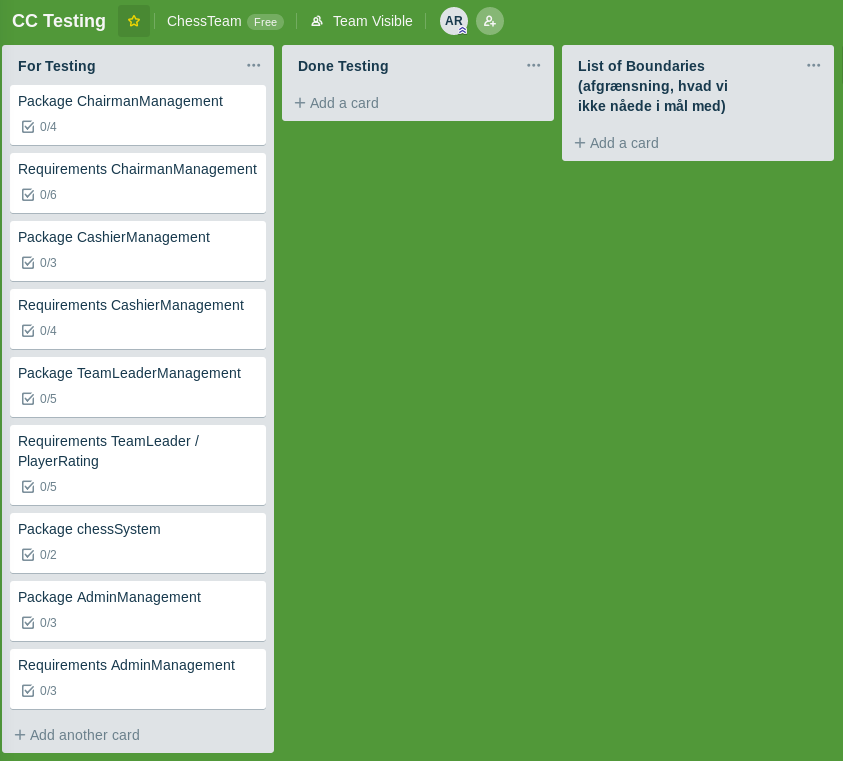 CC Testing
ChessTeam Free
Team Visible
AR
For Testing
Package ChairmanManagement
0/4
Requirements ChairmanManagement
0/6
Package CashierManagement
0/3
Requirements CashierManagement
0/4
Package TeamLeaderManagement
0/5
Requirements TeamLeader /
PlayerRating
0/5
Package chessSystem
0/2
Package AdminManagement
0/3
Requirements AdminManagement
0/3
Add another card
Done Testing
Add a card
List of Boundaries
(afgrænsning, hvad vi
ikke nåede i mål med)
Add a card